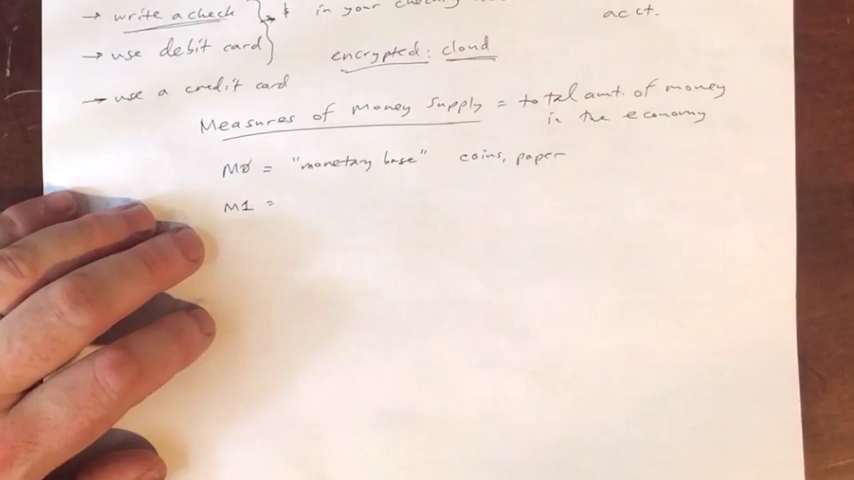 → write a check
in your checking
acct.
→ use debit card
encrypted: cloud
→ use a credit card
Measures of Money Supply = total amt. of money
in the economy
MØ = "monetary base" coins, paper
M1 =